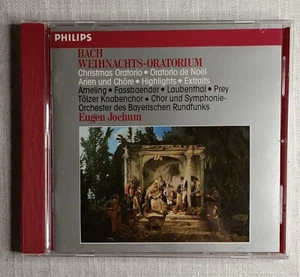 PHILIPS
BACH
WEIHNACHTS-ORATORIUM
Christmas Oratorio • Oratorio de Noël
Arien und Chöre • Highlights • Extraits
Ameling • Fassbaender • Laubenthal • Prey
Tölzer Knabenchor • Chor und Symphonie-
Orchester des Bayerischen Rundfunks
Eugen Jochum